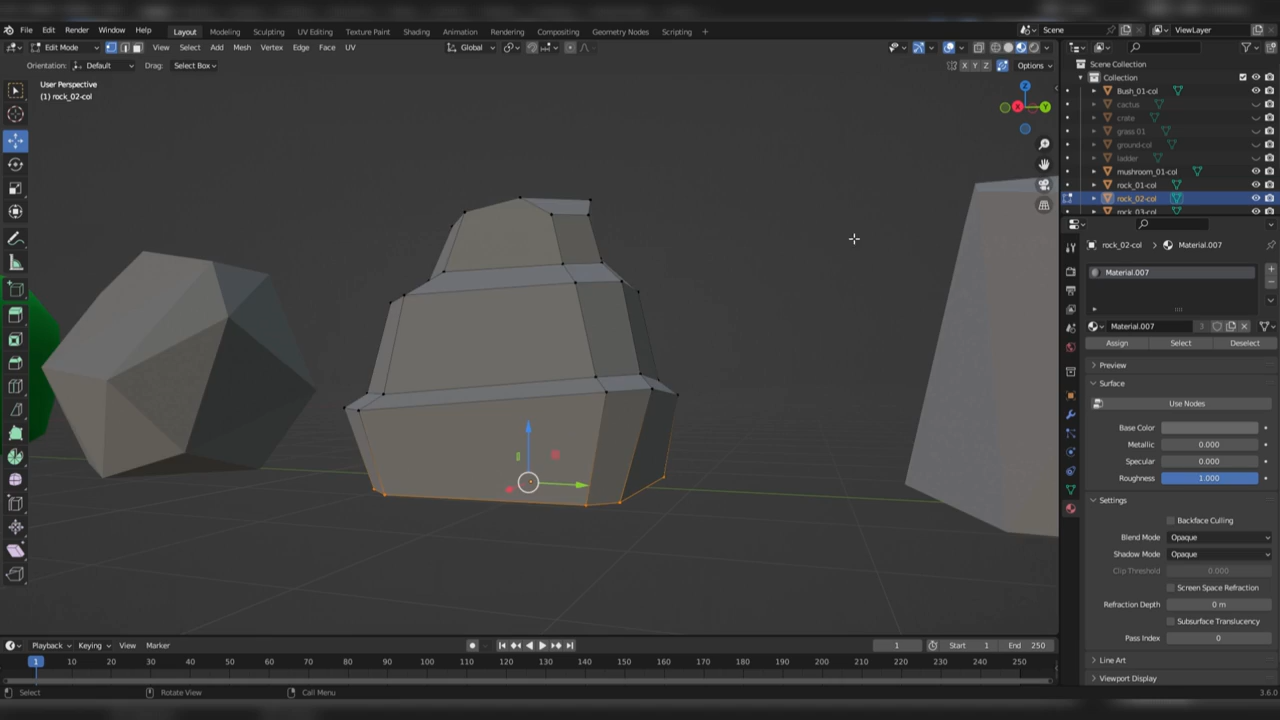 File Edit Render Window Help Layout Modeling Sculpting UV Editing Texture Paint Shading Animation Rendering Compositing Geometry Nodes Scripting + Scene ViewLayer
Edit Mode View Select Add Mesh Vertex Edge Face UV Global
Orientation: Default Drag: Select Box X Y Z Options
User Perspective
(1) rock_02-col
Z
X Y
Scene Collection
Collection
Bush_01-col
cactus
crate
grass 01
ground-col
ladder
mushroom_01-col
rock_01-col
rock_02-col
rock_03-col
rock_02-col > Material.007
Material.007
Material.007 3
Assign Select Deselect
Preview
Surface
Use Nodes
Base Color
Metallic 0.000
Specular 0.000
Roughness 1.000
Settings
Backface Culling
Blend Mode Opaque
Shadow Mode Opaque
Clip Threshold 0.000
Screen Space Refraction
Refraction Depth 0 m
Subsurface Translucency
Pass Index 0
Line Art
Viewport Display
Playback Keying View Marker 1 Start 1 End 250
1 10 20 30 40 50 60 70 80 90 100 110 120 130 140 150 160 170 180 190 200 210 220 230 240 250
Select Rotate View Call Menu 3.6.0